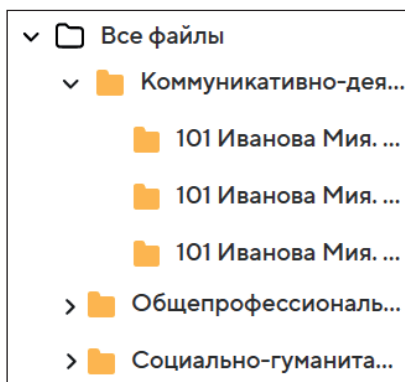 Все файлы
Коммуникативно-дея...
101 Иванова Мия. ...
101 Иванова Мия. ...
101 Иванова Мия. ...
Общепрофессиональ...
Социально-гуманита...